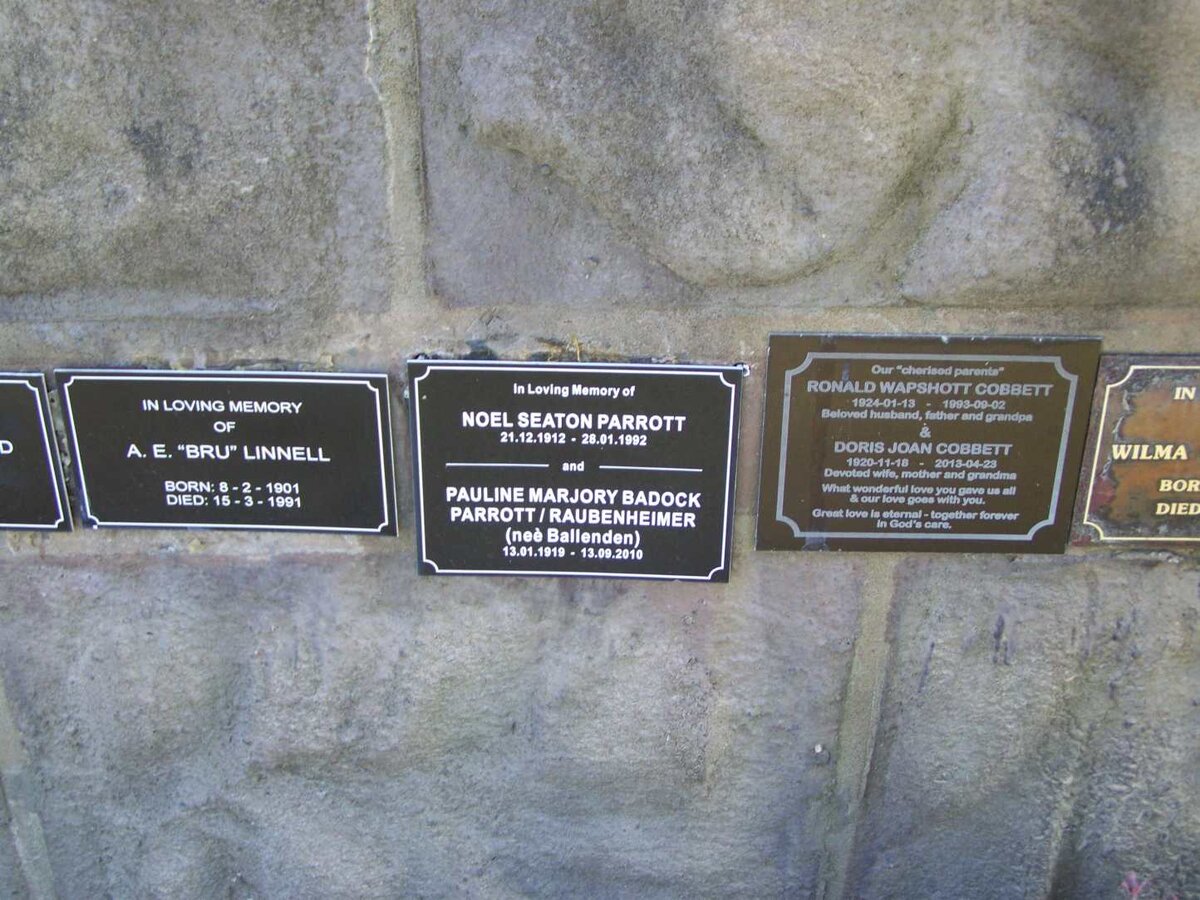 D
IN LOVING MEMORY
OF
A. E. "BRU" LINNELL
BORN: 8 - 2 - 1901
DIED: 15 - 3 - 1991
In Loving Memory of
NOEL SEATON PARROTT
21.12.1912 - 28.01.1992
and
PAULINE MARJORY BADOCK
PARROTT / RAUBENHEIMER
(neè Ballenden)
13.01.1919 - 13.09.2010
Our "cherised parents"
RONALD WAPSHOTT COBBETT
1924-01-13 - 1993-09-02
Beloved husband, father and grandpa
&
DORIS JOAN COBBETT
1920-11-18 - 2013-04-23
Devoted wife, mother and grandma
What wonderful love you gave us all
& our love goes with you.
Great love is eternal - together forever
in God's care.
IN
WILMA
BOR
DIED